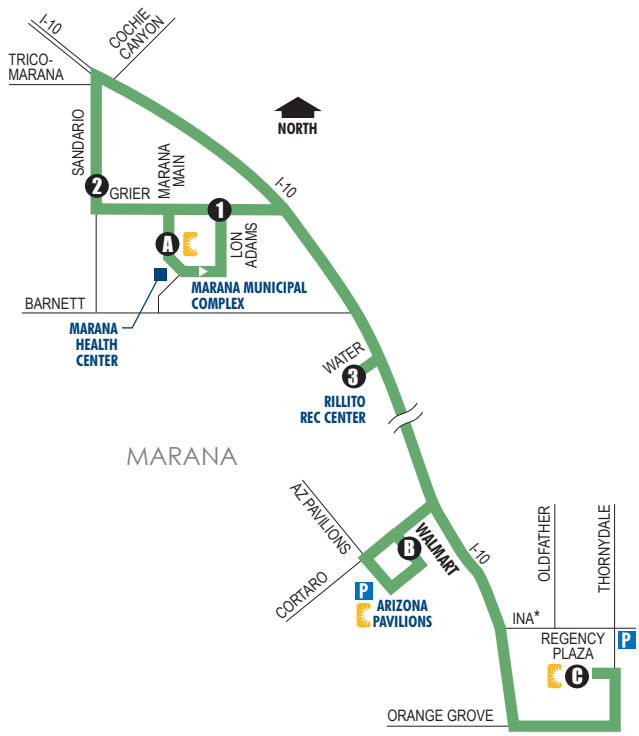 I-10
COCHIE
CANYON
TRICO-
MARANA
NORTH
SANDARIO
MARANA
MAIN
I-10
2
GRIER
1
A
LON
ADAMS
MARANA MUNICIPAL
COMPLEX
BARNETT
MARANA
HEALTH
CENTER
WATER
3
RILLITO
REC CENTER
MARANA
AZ PAVILIONS
WALMART
B
I-10
OLDFATHER
THORNYDALE
CORTARO
P
ARIZONA
PAVILIONS
INA*
P
REGENCY
PLAZA
C
ORANGE GROVE